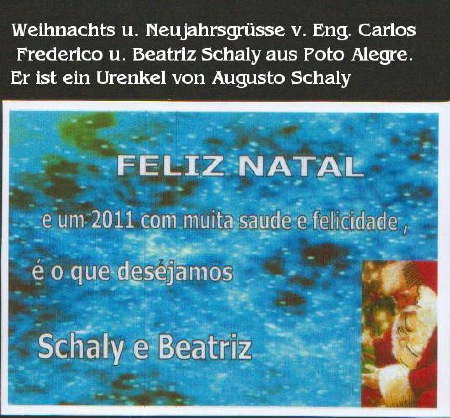 Weihnachts u. Neujahrsgrüsse v. Eng. Carlos
Frederico u. Beatriz Schaly aus Poto Alegre.
Er ist ein Urenkel von Augusto Schaly
FELIZ NATAL
e um 2011 com muita saude e felicidade ,
é o que deséjamos
Schaly e Beatriz